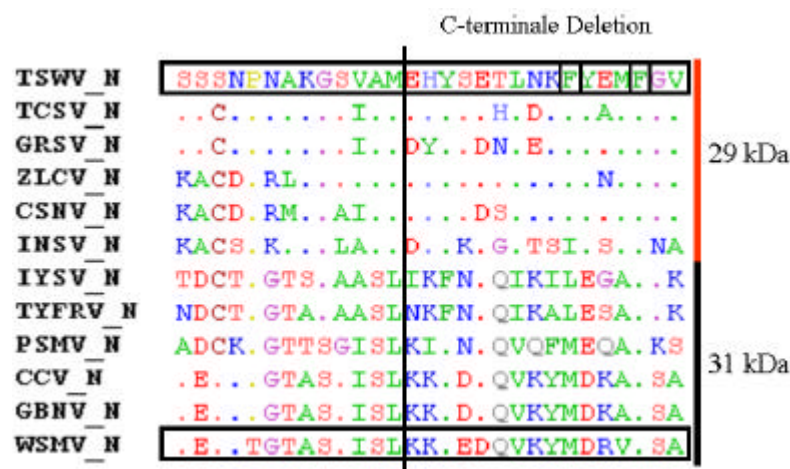 C-terminale Deletion
TSWV_N SSSNPNAKGSVAMEHYSETLNKFYEMFGV
TCSV_N ..C.......I.......H.D...A....
GRSV_N ..C.......I..DY..DN.E........
29 kDa
ZLCV_N KACD.RL.................N....
CSNV_N KACD.RM..AI......DS..........
INSV_N KACS.K...LA..D..K.G.TSI.S..NA
IYSV_N TDCT.GTS.AASLIKFN.QIKILEGA..K
TYFRV_N NDCT.GTA.AASLNKFN.QIKALESA..K
PSMV_N ADCK.GTTSGISLKI.N.QVQFMEQA.KS
31 kDa
CCV_N .E...GTAS.ISLKK.D.QVKYMDKA.SA
GBNV_N .E...GTAS.ISLKK.D.QVKYMDKA.SA
WSMV_N .E..TGTAS.ISLKK.EDQVKYMDRV.SA